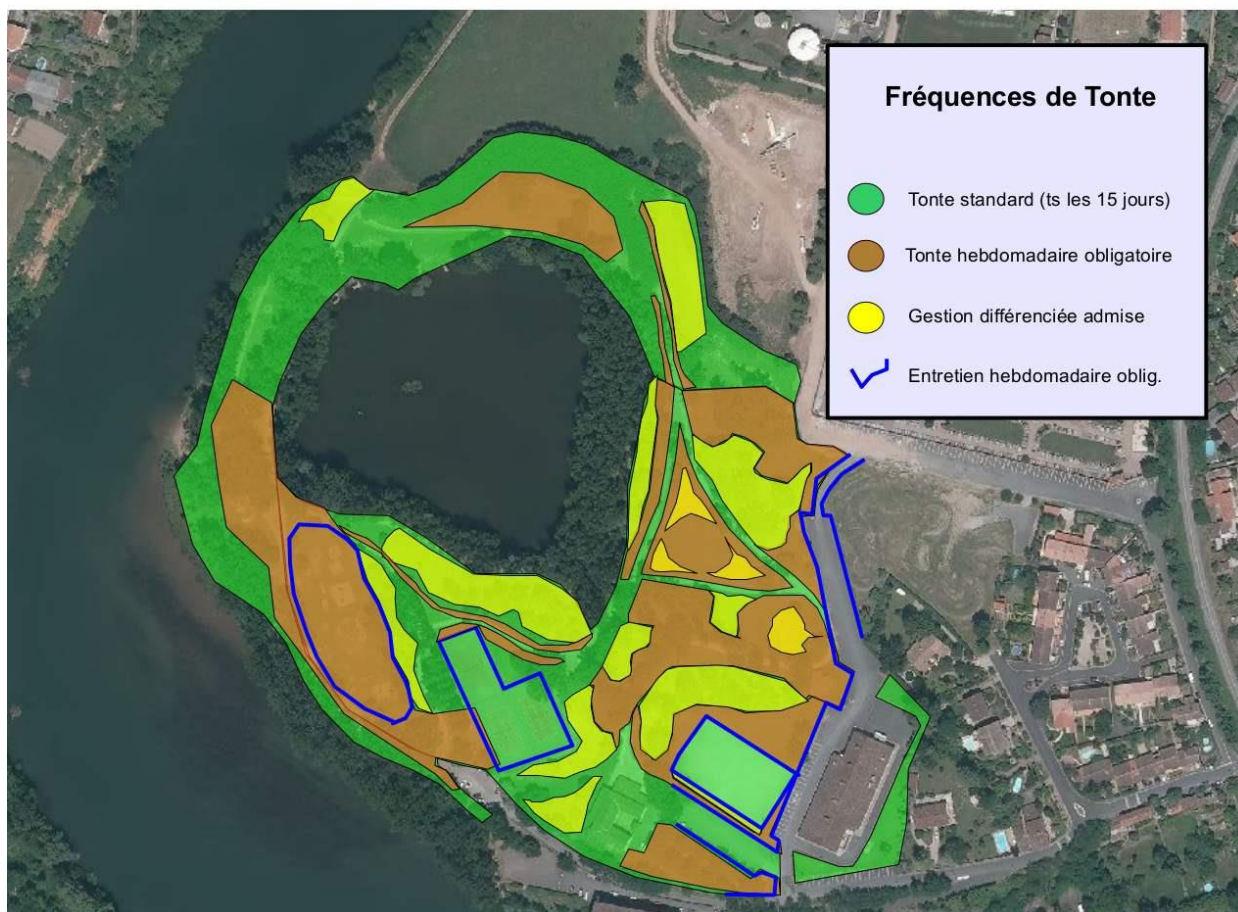 Fréquences de Tonte
Tonte standard (ts les 15 jours)
Tonte hebdomadaire obligatoire
Gestion différenciée admise
Entretien hebdomadaire oblig.